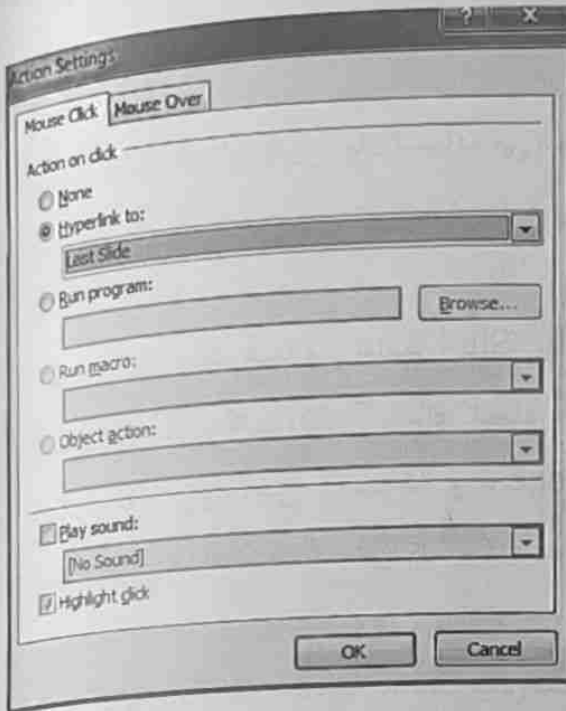 Action Settings
Mouse Click Mouse Over
Action on click
None
Hyperlink to:
Last Slide
Run program:
Browse...
Run macro:
Object action:
Play sound:
[No Sound]
Highlight click
OK Cancel